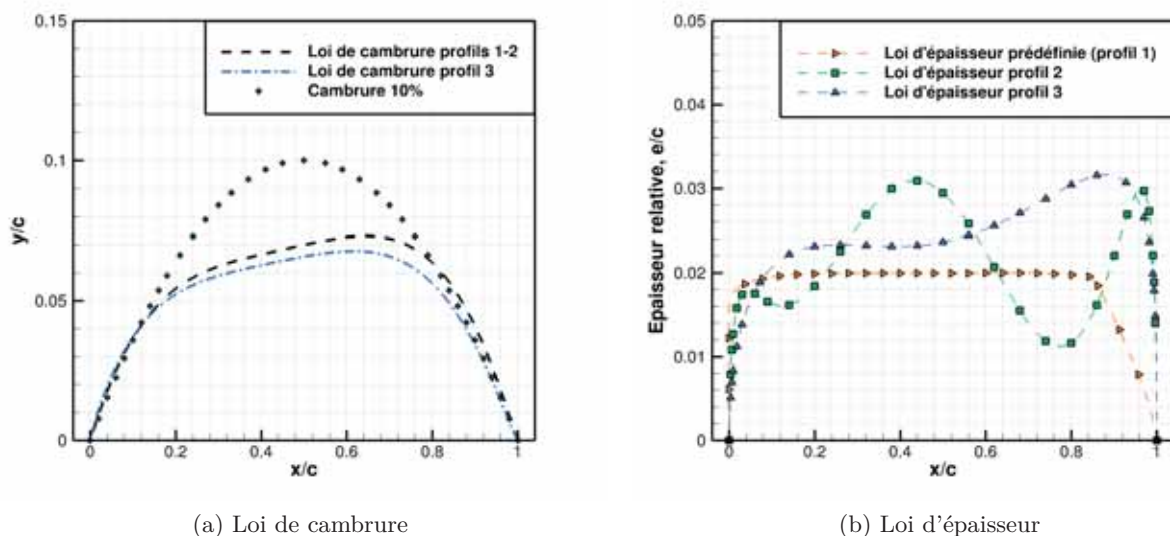 0.15
0.1
0.05
0
y/c
Loi de cambrure profils 1-2
Loi de cambrure profil 3
Cambrure 10%
0 0.2 0.4 0.6 0.8 1
x/c
(a) Loi de cambrure
0.05
0.04
0.03
0.02
0.01
0
Epaisseur relative, e/c
Loi d'épaisseur prédéfinie (profil 1)
Loi d'épaisseur profil 2
Loi d'épaisseur profil 3
0 0.2 0.4 0.6 0.8 1
x/c
(b) Loi d'épaisseur